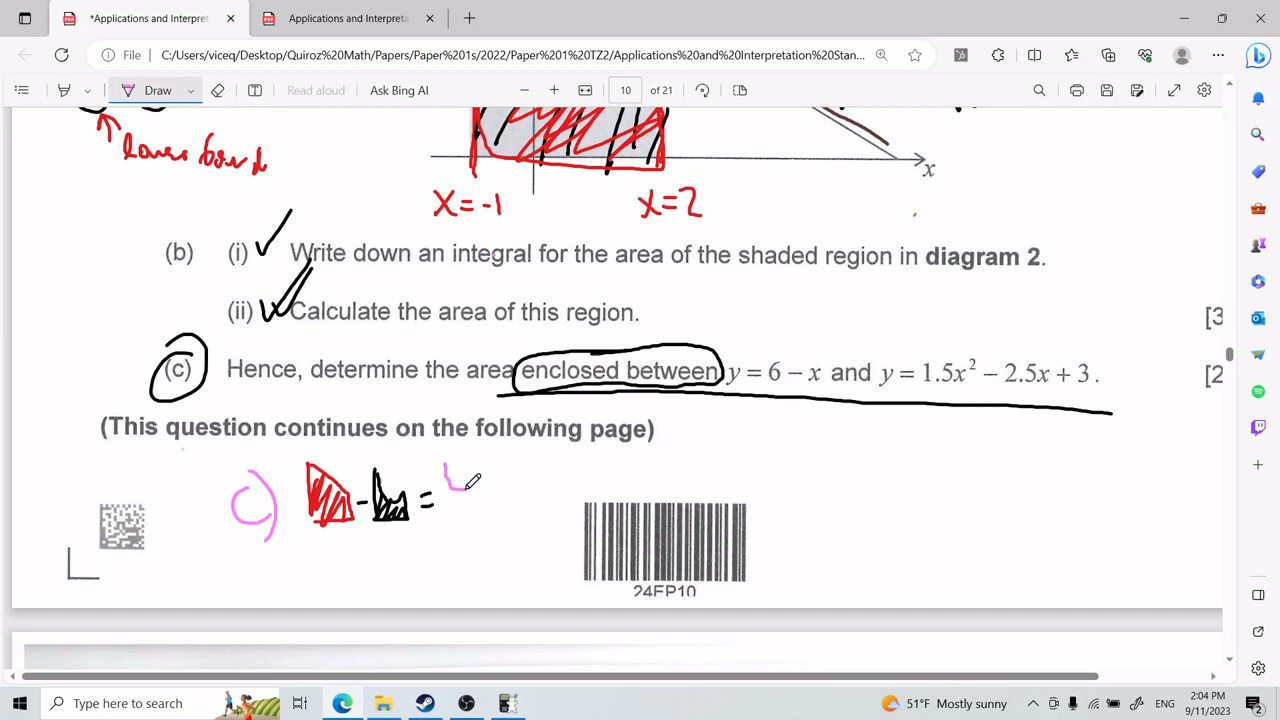 *Applications and Interpret
Applications and Interpreta
File
C:/Users/viceq/Desktop/Quiroz%20Math/Papers/Paper%201s/2022/Paper%201%20TZ2/Applications%20and%20Interpretation%20Stan...
Draw
Read aloud
Ask Bing AI
10
of 21
lower bound
x
X=-1
X=2
(b) (i) Write down an integral for the area of the shaded region in diagram 2.
(ii) Calculate the area of this region.
[3
(c) Hence, determine the area enclosed between y = 6 − x and y = 1.5x² − 2.5x + 3.
[2
(This question continues on the following page)
c) - =
24EP10
Type here to search
51°F Mostly sunny
ENG
2:04 PM
9/11/2023
2